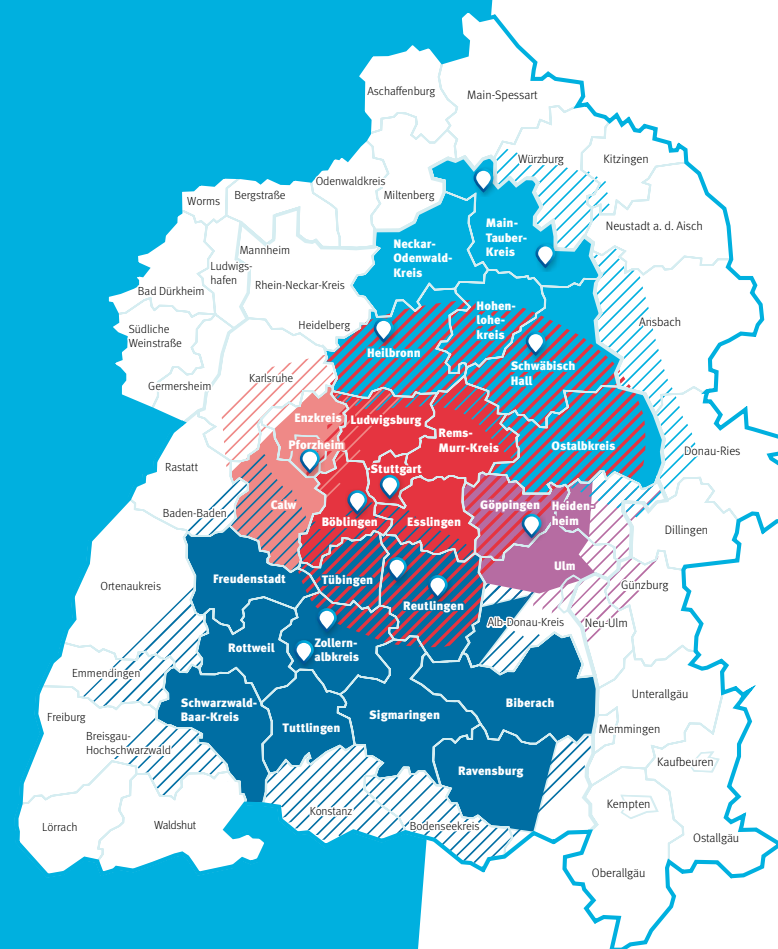 Aschaffenburg
Main-Spessart
Würzburg
Kitzingen
Odenwaldkreis
Miltenberg
Worms
Bergstraße
Neustadt a. d. Aisch
Main-
Tauber-
Kreis
Neckar-
Odenwald-
Kreis
Mannheim
Ludwigs-
hafen
Rhein-Neckar-Kreis
Bad Dürkheim
Hohen-
lohe-
kreis
Ansbach
Heidelberg
Südliche
Weinstraße
Heilbronn
Schwäbisch
Hall
Karlsruhe
Germersheim
Enzkreis
Ludwigsburg
Rems-
Murr-Kreis
Pforzheim
Ostalbkreis
Donau-Ries
Rastatt
Stuttgart
Calw
Göppingen
Heiden-
heim
Baden-Baden
Böblingen
Esslingen
Dillingen
Ulm
Freudenstadt
Tübingen
Ortenaukreis
Günzburg
Reutlingen
Alb-Donau-Kreis
Neu-Ulm
Rottweil
Zollern-
albkreis
Emmendingen
Unterallgäu
Schwarzwald-
Baar-Kreis
Biberach
Freiburg
Sigmaringen
Tuttlingen
Memmingen
Breisgau-
Hochschwarzwald
Kaufbeuren
Ravensburg
Kempten
Konstanz
Lörrach
Waldshut
Bodenseekreis
Ostallgäu
Oberallgäu